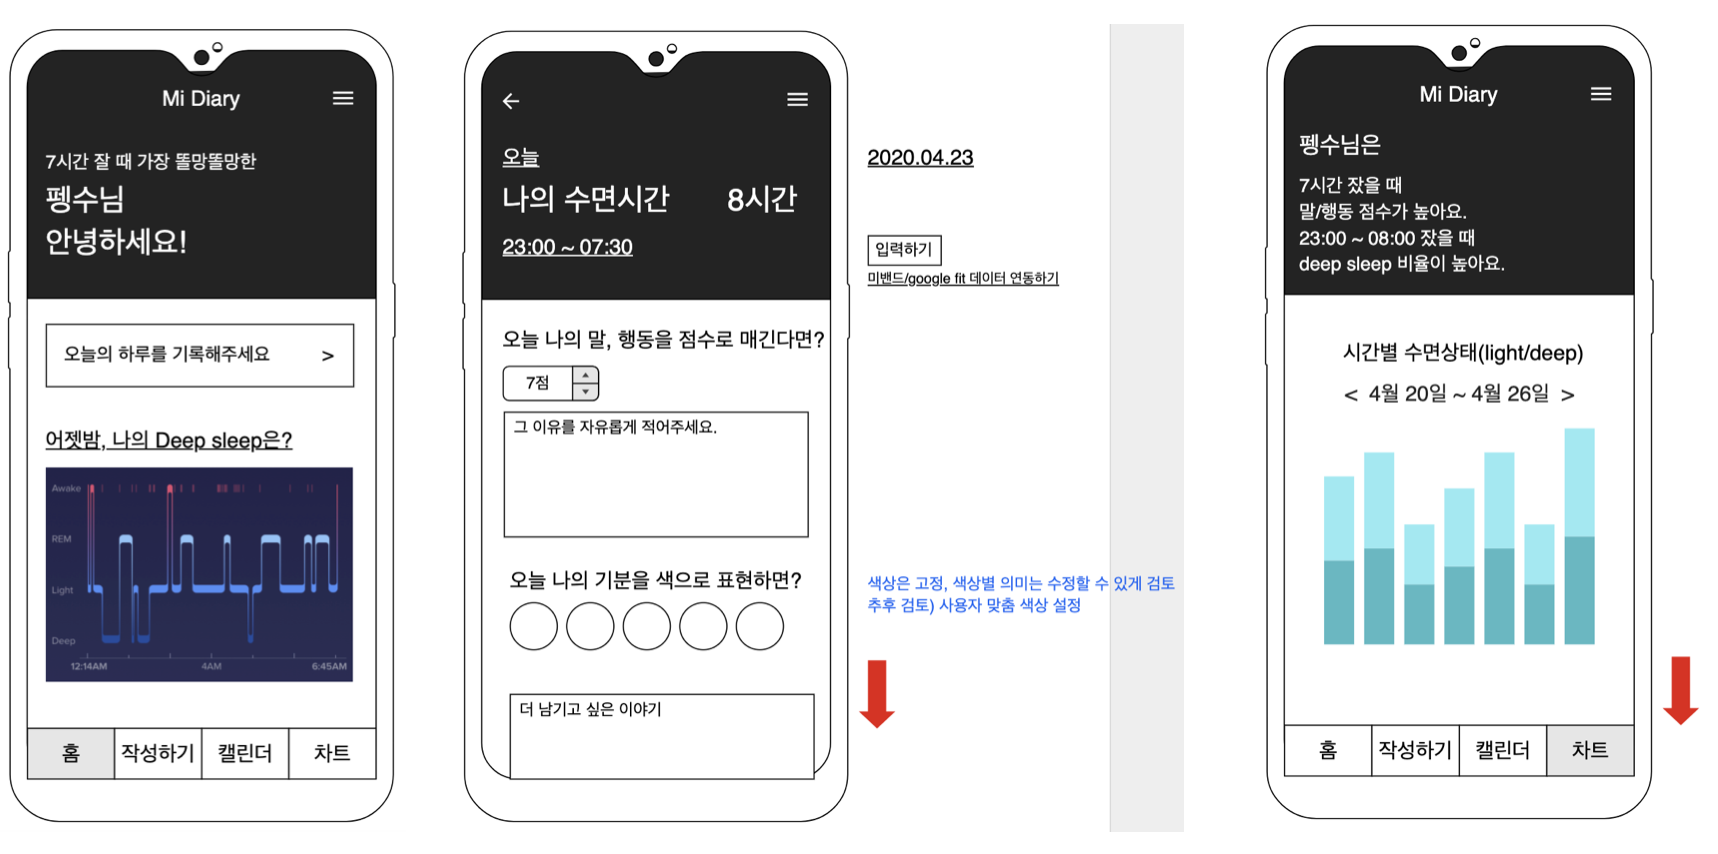 Mi Diary
7시간 잘 때 가장 똘망똘망한
펭수님
안녕하세요!
오늘의 하루를 기록해주세요 >
어젯밤, 나의 Deep sleep은?
Awake
REM
Light
Deep
12:14AM 4AM 6:45AM
홈 작성하기 캘린더 차트
오늘
나의 수면시간 8시간
23:00 ~ 07:30
오늘 나의 말, 행동을 점수로 매긴다면?
7점
그 이유를 자유롭게 적어주세요.
오늘 나의 기분을 색으로 표현하면?
더 남기고 싶은 이야기
2020.04.23
입력하기
미밴드/google fit 데이터 연동하기
색상은 고정, 색상별 의미는 수정할 수 있게 검토
추후 검토) 사용자 맞춤 색상 설정
Mi Diary
펭수님은
7시간 잤을 때
말/행동 점수가 높아요.
23:00 ~ 08:00 잤을 때
deep sleep 비율이 높아요.
시간별 수면상태(light/deep)
< 4월 20일 ~ 4월 26일 >
홈 작성하기 캘린더 차트